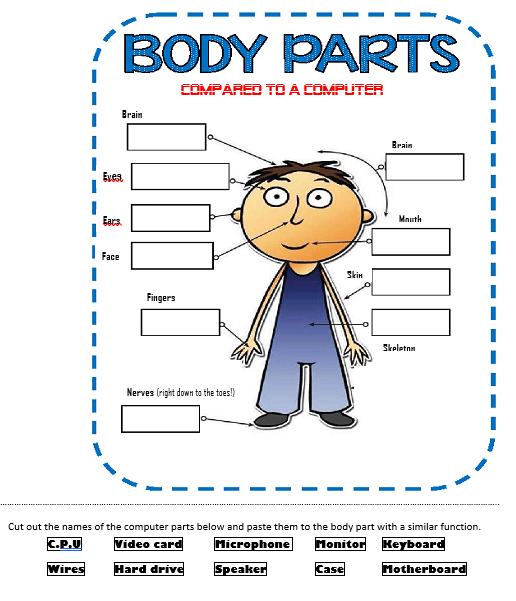 BODY PARTS
COMPARED TO A COMPUTER
Brain
Brain
Eyes
Ears
Mouth
Face
Skin
Fingers
Skeleton
Nerves (right down to the toes!)
Cut out the names of the computer parts below and paste them to the body part with a similar function.
C.P.U Video card Microphone Monitor Keyboard
Wires Hard drive Speaker Case Motherboard